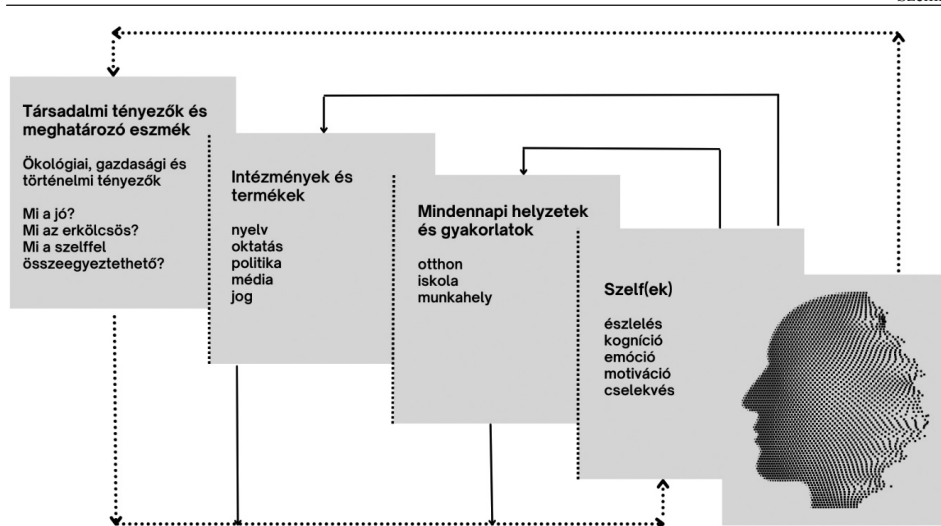 Társadalmi tényezők és
meghatározó eszmék
Ökológiai, gazdasági és
történelmi tényezők
Mi a jó?
Mi az erkölcsös?
Mi a szelffel
összeegyeztethető?
Intézmények és
termékek
nyelv
oktatás
politika
média
jog
Mindennapi helyzetek
és gyakorlatok
otthon
iskola
munkahely
Szelf(ek)
észlelés
kogníció
emóció
motiváció
cselekvés